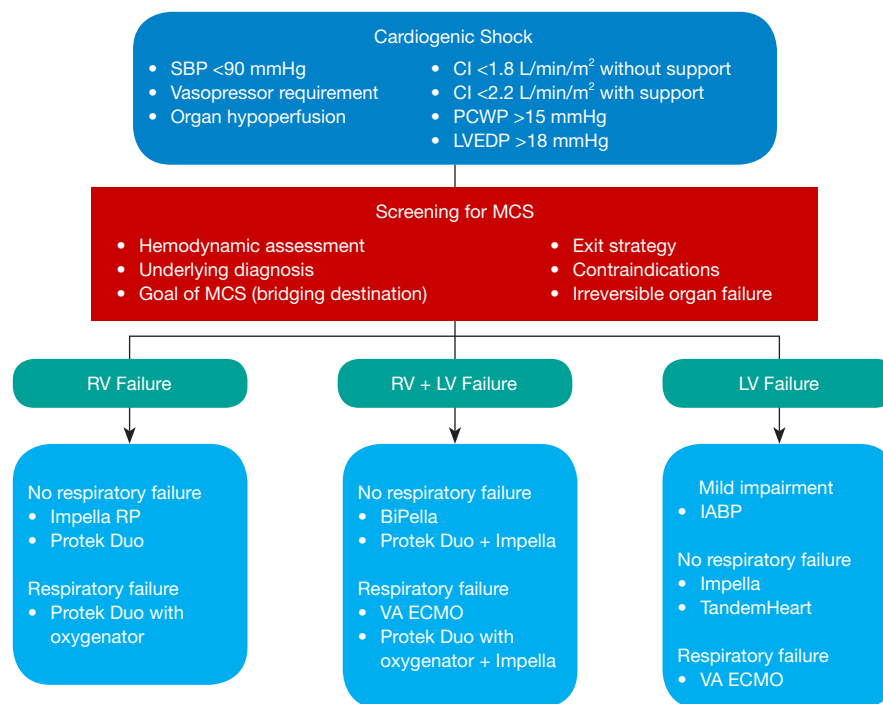 Cardiogenic Shock
• SBP <90 mmHg
• Vasopressor requirement
• Organ hypoperfusion
• CI <1.8 L/min/m² without support
• CI <2.2 L/min/m² with support
• PCWP >15 mmHg
• LVEDP >18 mmHg
Screening for MCS
• Hemodynamic assessment
• Underlying diagnosis
• Goal of MCS (bridging destination)
• Exit strategy
• Contraindications
• Irreversible organ failure
RV Failure
RV + LV Failure
LV Failure
No respiratory failure
• Impella RP
• Protek Duo
Respiratory failure
• Protek Duo with
oxygenator
No respiratory failure
• BiPella
• Protek Duo + Impella
Respiratory failure
• VA ECMO
• Protek Duo with
oxygenator + Impella
Mild impairment
• IABP
No respiratory failure
• Impella
• TandemHeart
Respiratory failure
• VA ECMO